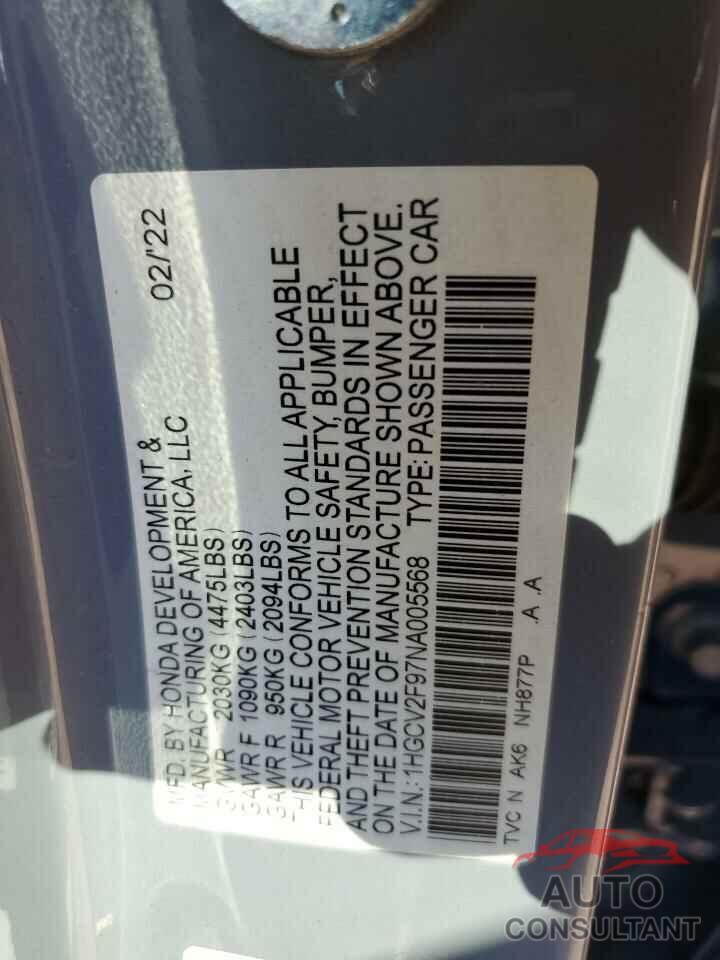 MFD. BY HONDA DEVELOPMENT & 02/'22
MANUFACTURING OF AMERICA, LLC
GVWR 2030KG (4475LBS)
GAWR F 1090KG (2403LBS)
GAWR R 950KG (2094LBS)
THIS VEHICLE CONFORMS TO ALL APPLICABLE
FEDERAL MOTOR VEHICLE SAFETY, BUMPER,
AND THEFT PREVENTION STANDARDS IN EFFECT
ON THE DATE OF MANUFACTURE SHOWN ABOVE.
V.I.N.:1HGCV2F97NA005568 TYPE:PASSENGER CAR
TVC N AK6 NH877P .A .A
AUTO
CONSULTANT